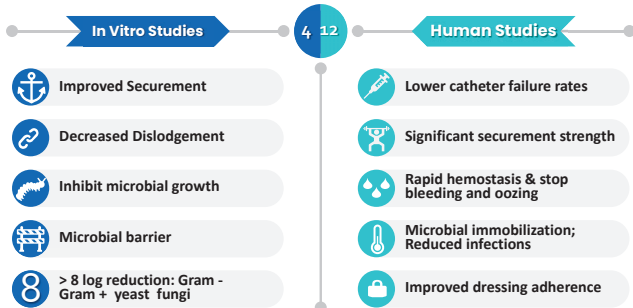 In Vitro Studies
4 12
Human Studies
Improved Securement
Decreased Dislodgement
Inhibit microbial growth
Microbial barrier
8
> 8 log reduction: Gram -
Gram + yeast fungi
Lower catheter failure rates
Significant securement strength
Rapid hemostasis & stop
bleeding and oozing
Microbial immobilization;
Reduced infections
Improved dressing adherence